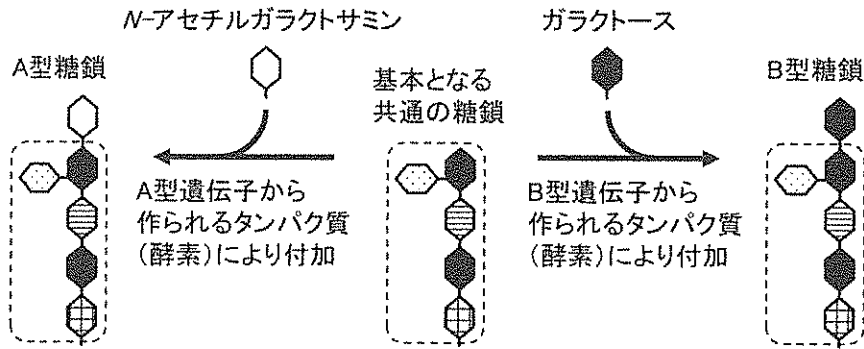 N-アセチルガラクトサミン
ガラクトース
A型糖鎖
基本となる
共通の糖鎖
B型糖鎖
A型遺伝子から
作られるタンパク質
(酵素)により付加
B型遺伝子から
作られるタンパク質
(酵素)により付加